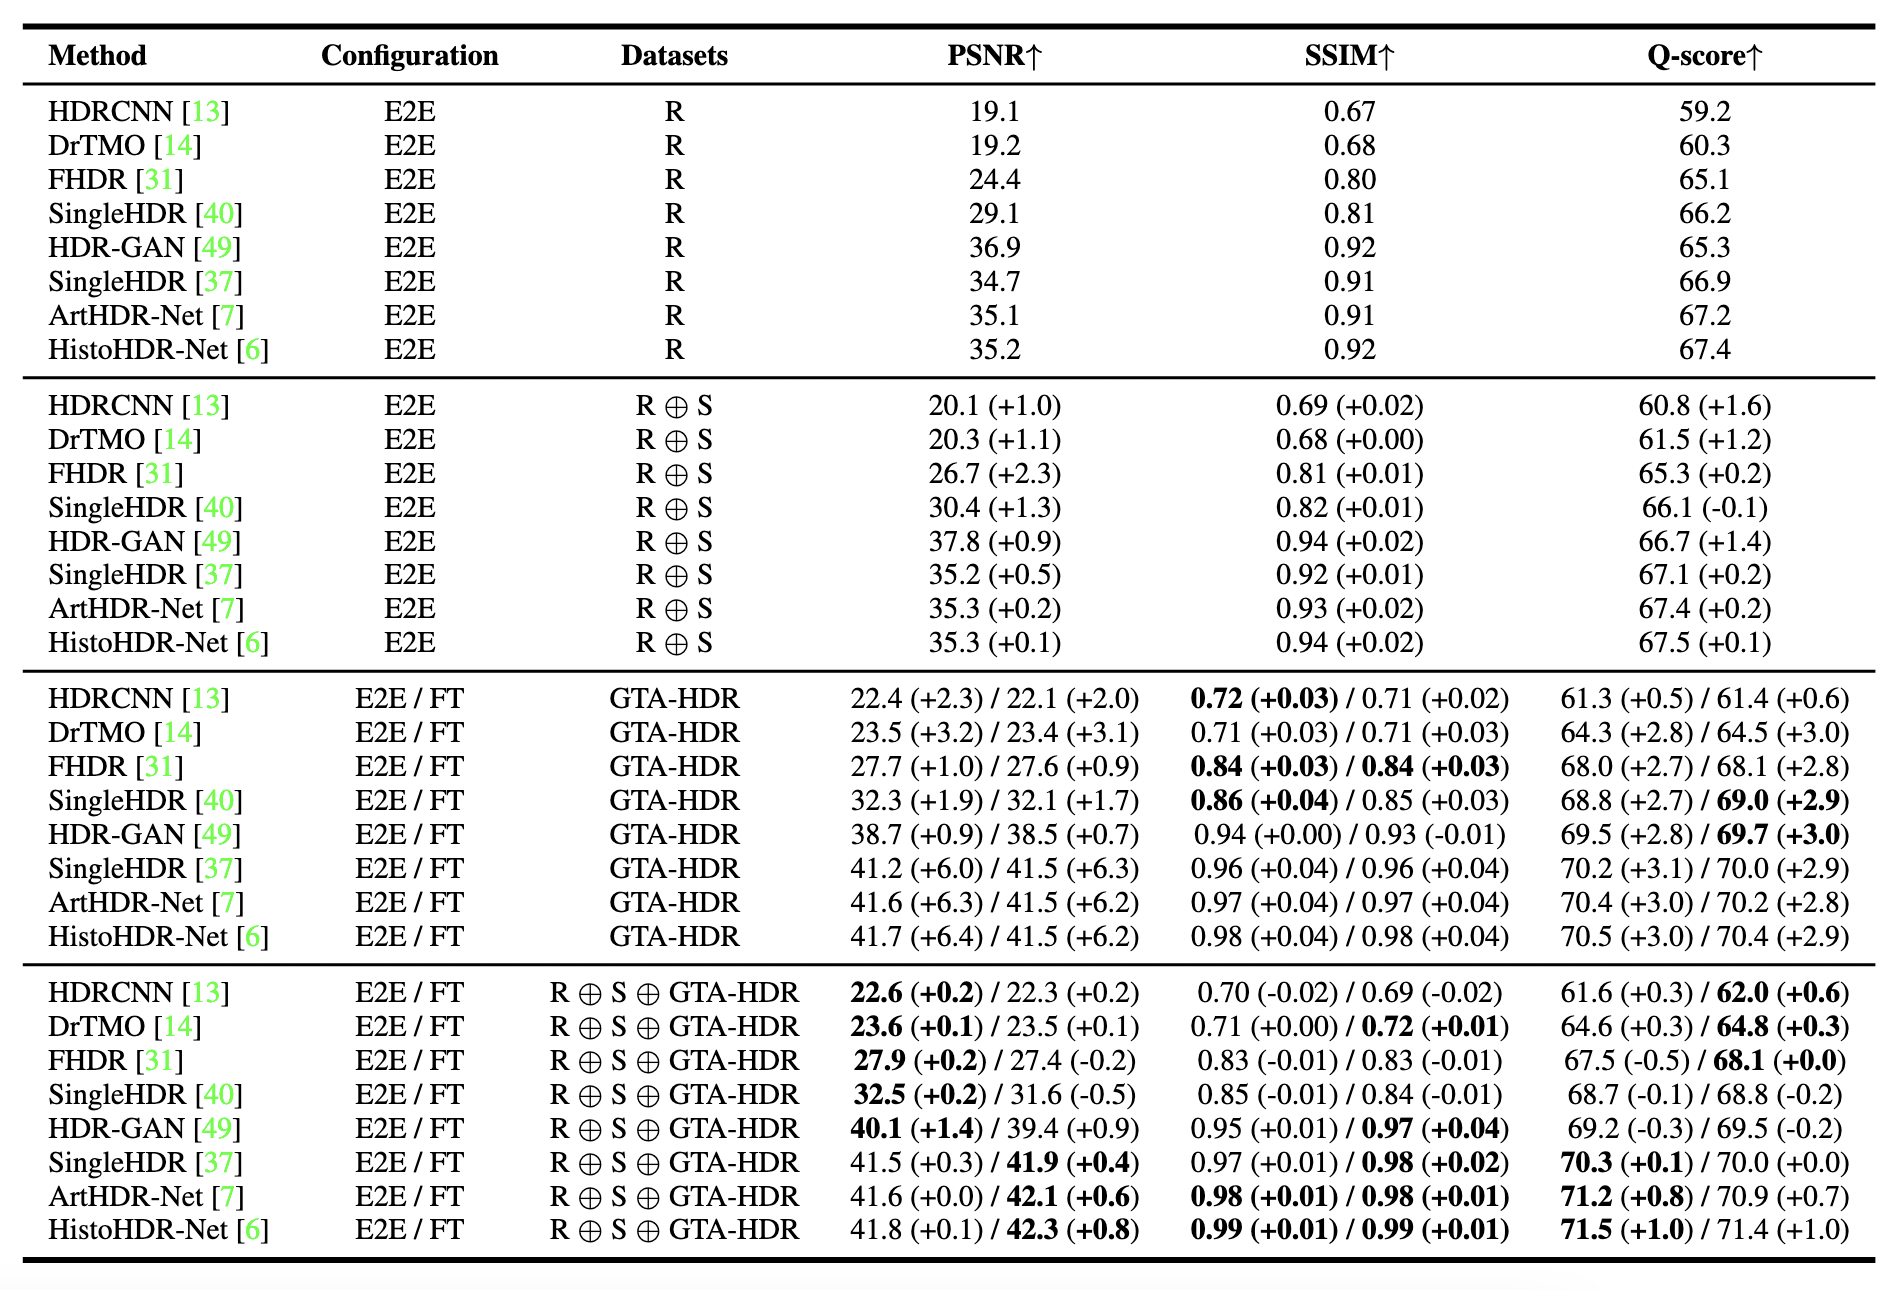 Method Configuration Datasets PSNR↑ SSIM↑ Q-score↑
HDRCNN [13] E2E R 19.1 0.67 59.2
DrTMO [14] E2E R 19.2 0.68 60.3
FHDR [31] E2E R 24.4 0.80 65.1
SingleHDR [40] E2E R 29.1 0.81 66.2
HDR-GAN [49] E2E R 36.9 0.92 65.3
SingleHDR [37] E2E R 34.7 0.91 66.9
ArtHDR-Net [7] E2E R 35.1 0.91 67.2
HistoHDR-Net [6] E2E R 35.2 0.92 67.4
HDRCNN [13] E2E R ⊕ S 20.1 (+1.0) 0.69 (+0.02) 60.8 (+1.6)
DrTMO [14] E2E R ⊕ S 20.3 (+1.1) 0.68 (+0.00) 61.5 (+1.2)
FHDR [31] E2E R ⊕ S 26.7 (+2.3) 0.81 (+0.01) 65.3 (+0.2)
SingleHDR [40] E2E R ⊕ S 30.4 (+1.3) 0.82 (+0.01) 66.1 (-0.1)
HDR-GAN [49] E2E R ⊕ S 37.8 (+0.9) 0.94 (+0.02) 66.7 (+1.4)
SingleHDR [37] E2E R ⊕ S 35.2 (+0.5) 0.92 (+0.01) 67.1 (+0.2)
ArtHDR-Net [7] E2E R ⊕ S 35.3 (+0.2) 0.93 (+0.02) 67.4 (+0.2)
HistoHDR-Net [6] E2E R ⊕ S 35.3 (+0.1) 0.94 (+0.02) 67.5 (+0.1)
HDRCNN [13] E2E / FT GTA-HDR 22.4 (+2.3) / 22.1 (+2.0) 0.72 (+0.03) / 0.71 (+0.02) 61.3 (+0.5) / 61.4 (+0.6)
DrTMO [14] E2E / FT GTA-HDR 23.5 (+3.2) / 23.4 (+3.1) 0.71 (+0.03) / 0.71 (+0.03) 64.3 (+2.8) / 64.5 (+3.0)
FHDR [31] E2E / FT GTA-HDR 27.7 (+1.0) / 27.6 (+0.9) 0.84 (+0.03) / 0.84 (+0.03) 68.0 (+2.7) / 68.1 (+2.8)
SingleHDR [40] E2E / FT GTA-HDR 32.3 (+1.9) / 32.1 (+1.7) 0.86 (+0.04) / 0.85 (+0.03) 68.8 (+2.7) / 69.0 (+2.9)
HDR-GAN [49] E2E / FT GTA-HDR 38.7 (+0.9) / 38.5 (+0.7) 0.94 (+0.00) / 0.93 (-0.01) 69.5 (+2.8) / 69.7 (+3.0)
SingleHDR [37] E2E / FT GTA-HDR 41.2 (+6.0) / 41.5 (+6.3) 0.96 (+0.04) / 0.96 (+0.04) 70.2 (+3.1) / 70.0 (+2.9)
ArtHDR-Net [7] E2E / FT GTA-HDR 41.6 (+6.3) / 41.5 (+6.2) 0.97 (+0.04) / 0.97 (+0.04) 70.4 (+3.0) / 70.2 (+2.8)
HistoHDR-Net [6] E2E / FT GTA-HDR 41.7 (+6.4) / 41.5 (+6.2) 0.98 (+0.04) / 0.98 (+0.04) 70.5 (+3.0) / 70.4 (+2.9)
HDRCNN [13] E2E / FT R ⊕ S ⊕ GTA-HDR 22.6 (+0.2) / 22.3 (+0.2) 0.70 (-0.02) / 0.69 (-0.02) 61.6 (+0.3) / 62.0 (+0.6)
DrTMO [14] E2E / FT R ⊕ S ⊕ GTA-HDR 23.6 (+0.1) / 23.5 (+0.1) 0.71 (+0.00) / 0.72 (+0.01) 64.6 (+0.3) / 64.8 (+0.3)
FHDR [31] E2E / FT R ⊕ S ⊕ GTA-HDR 27.9 (+0.2) / 27.4 (-0.2) 0.83 (-0.01) / 0.83 (-0.01) 67.5 (-0.5) / 68.1 (+0.0)
SingleHDR [40] E2E / FT R ⊕ S ⊕ GTA-HDR 32.5 (+0.2) / 31.6 (-0.5) 0.85 (-0.01) / 0.84 (-0.01) 68.7 (-0.1) / 68.8 (-0.2)
HDR-GAN [49] E2E / FT R ⊕ S ⊕ GTA-HDR 40.1 (+1.4) / 39.4 (+0.9) 0.95 (+0.01) / 0.97 (+0.04) 69.2 (-0.3) / 69.5 (-0.2)
SingleHDR [37] E2E / FT R ⊕ S ⊕ GTA-HDR 41.5 (+0.3) / 41.9 (+0.4) 0.97 (+0.01) / 0.98 (+0.02) 70.3 (+0.1) / 70.0 (+0.0)
ArtHDR-Net [7] E2E / FT R ⊕ S ⊕ GTA-HDR 41.6 (+0.0) / 42.1 (+0.6) 0.98 (+0.01) / 0.98 (+0.01) 71.2 (+0.8) / 70.9 (+0.7)
HistoHDR-Net [6] E2E / FT R ⊕ S ⊕ GTA-HDR 41.8 (+0.1) / 42.3 (+0.8) 0.99 (+0.01) / 0.99 (+0.01) 71.5 (+1.0) / 71.4 (+1.0)